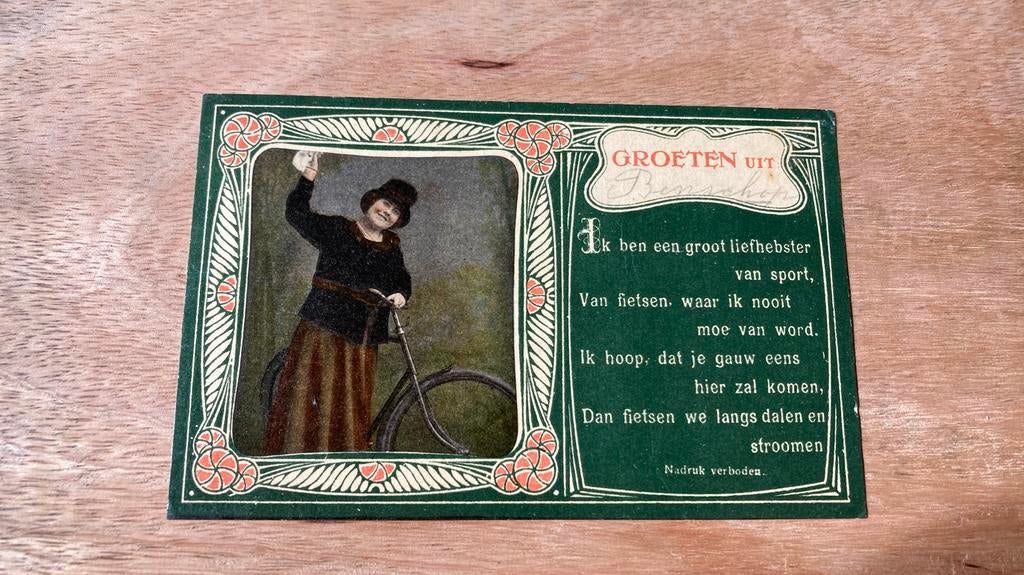 GROETEN UIT
Benschop
Ik ben een groot liefhebster
van sport,
Van fietsen, waar ik nooit
moe van word.
Ik hoop, dat je gauw eens
hier zal komen,
Dan fietsen we langs dalen en
stroomen
Nadruk verboden.